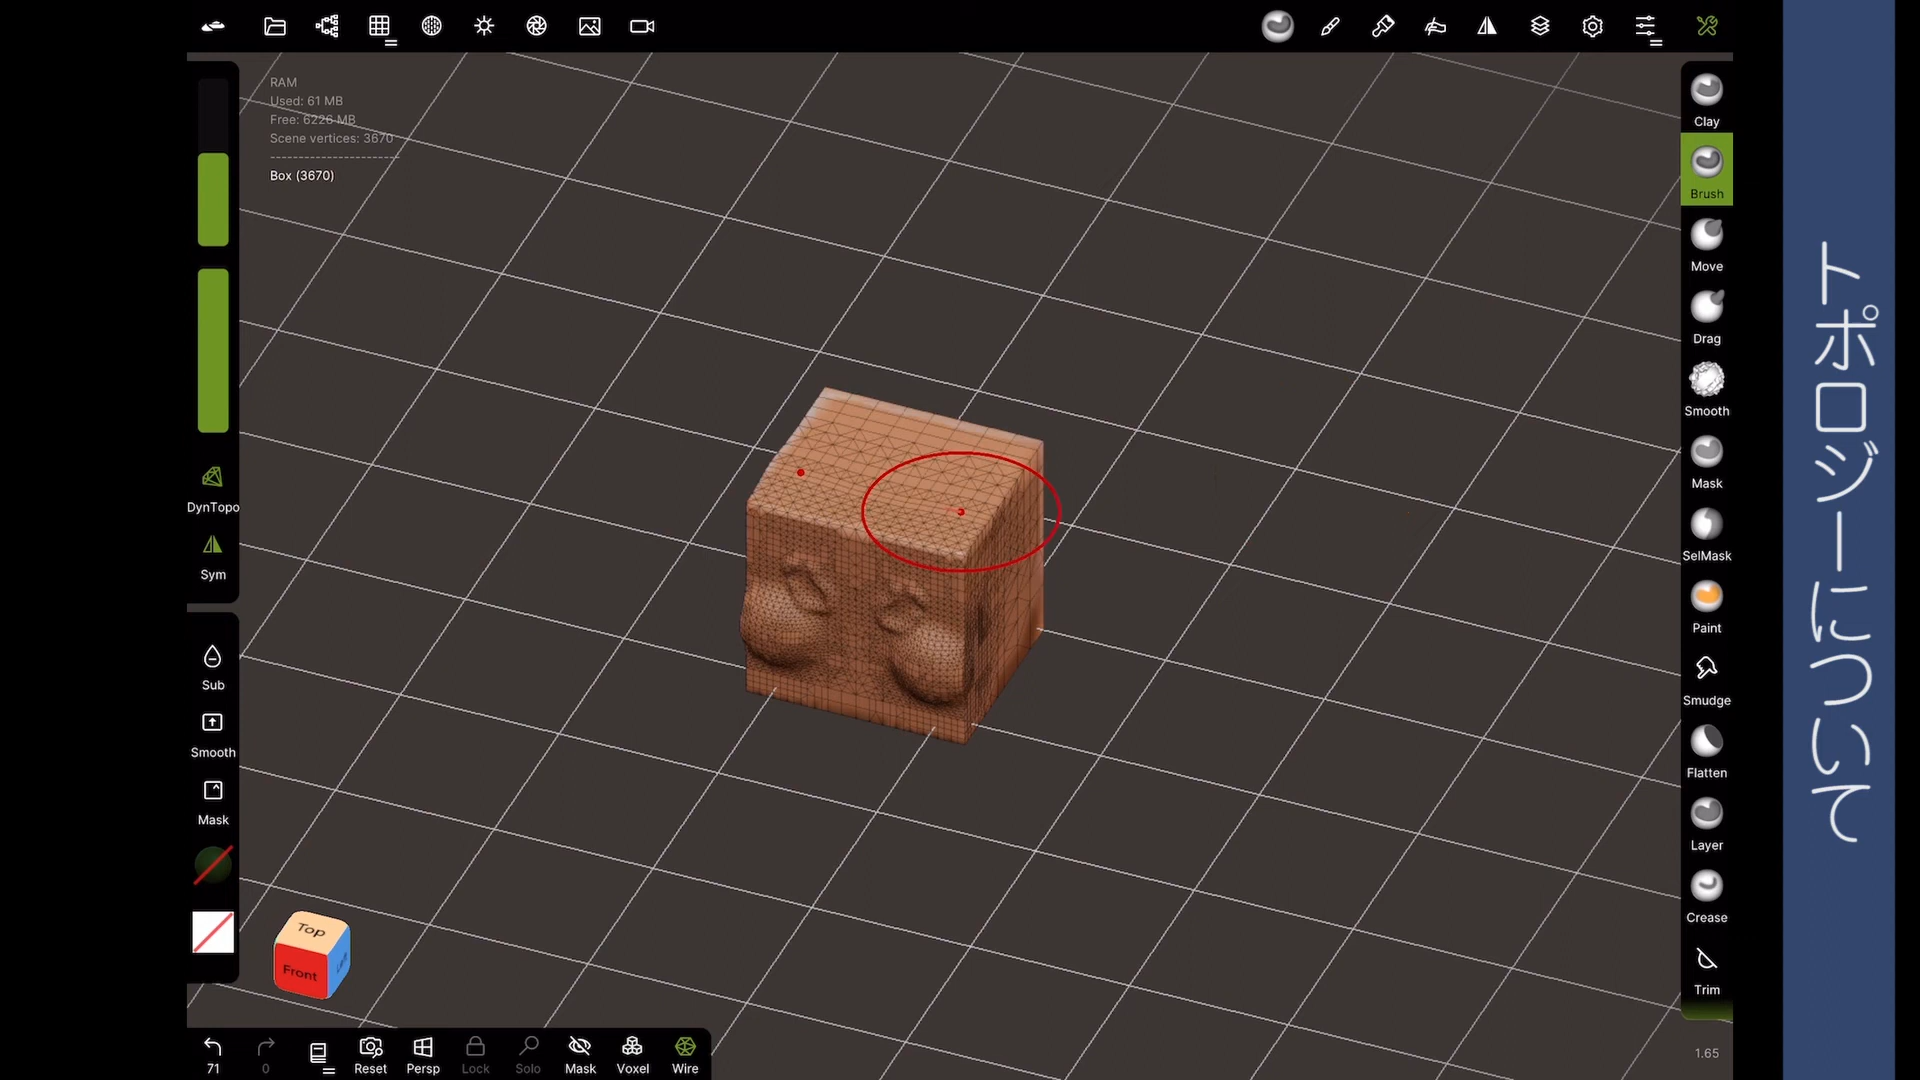 RAM
Used: 61 MB
Free: 6226 MB
Scene vertices: 3670
-----------------------
Box (3670)
DynTopo
Sym
Sub
Smooth
Mask
Top
Front
Left
71
0
Reset
Persp
Lock
Solo
Mask
Voxel
Wire
Clay
Brush
Move
Drag
Smooth
Mask
SelMask
Paint
Smudge
Flatten
Layer
Crease
Trim
1.65
トポロジーについて